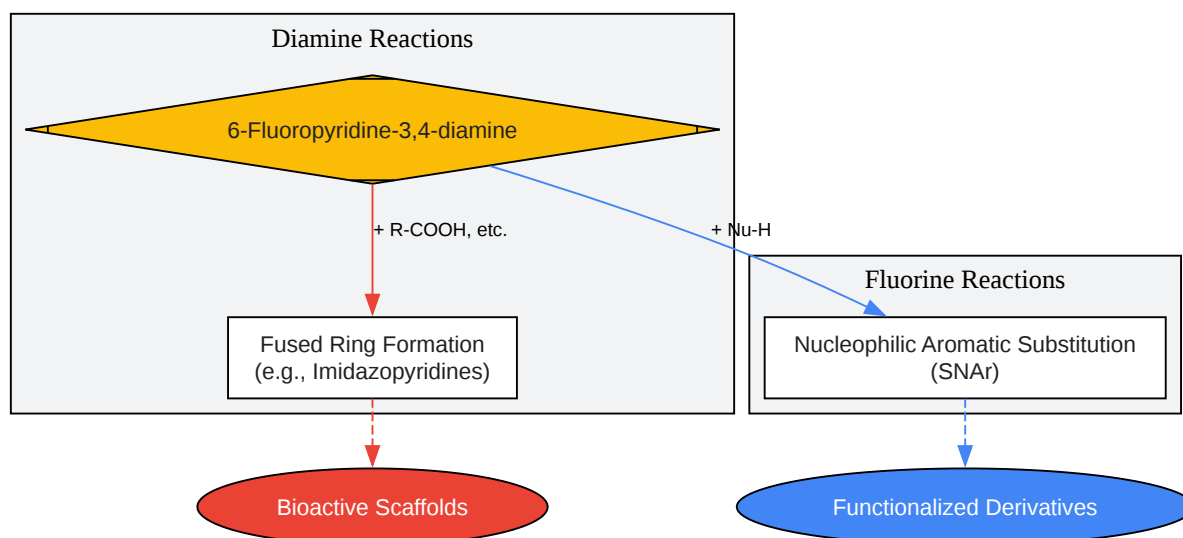 Diamine Reactions
6-Fluoropyridine-3,4-diamine
+ R-COOH, etc.
+ Nu-H
Fluorine Reactions
Fused Ring Formation
(e.g., Imidazopyridines)
Nucleophilic Aromatic Substitution
(SNAr)
Bioactive Scaffolds
Functionalized Derivatives